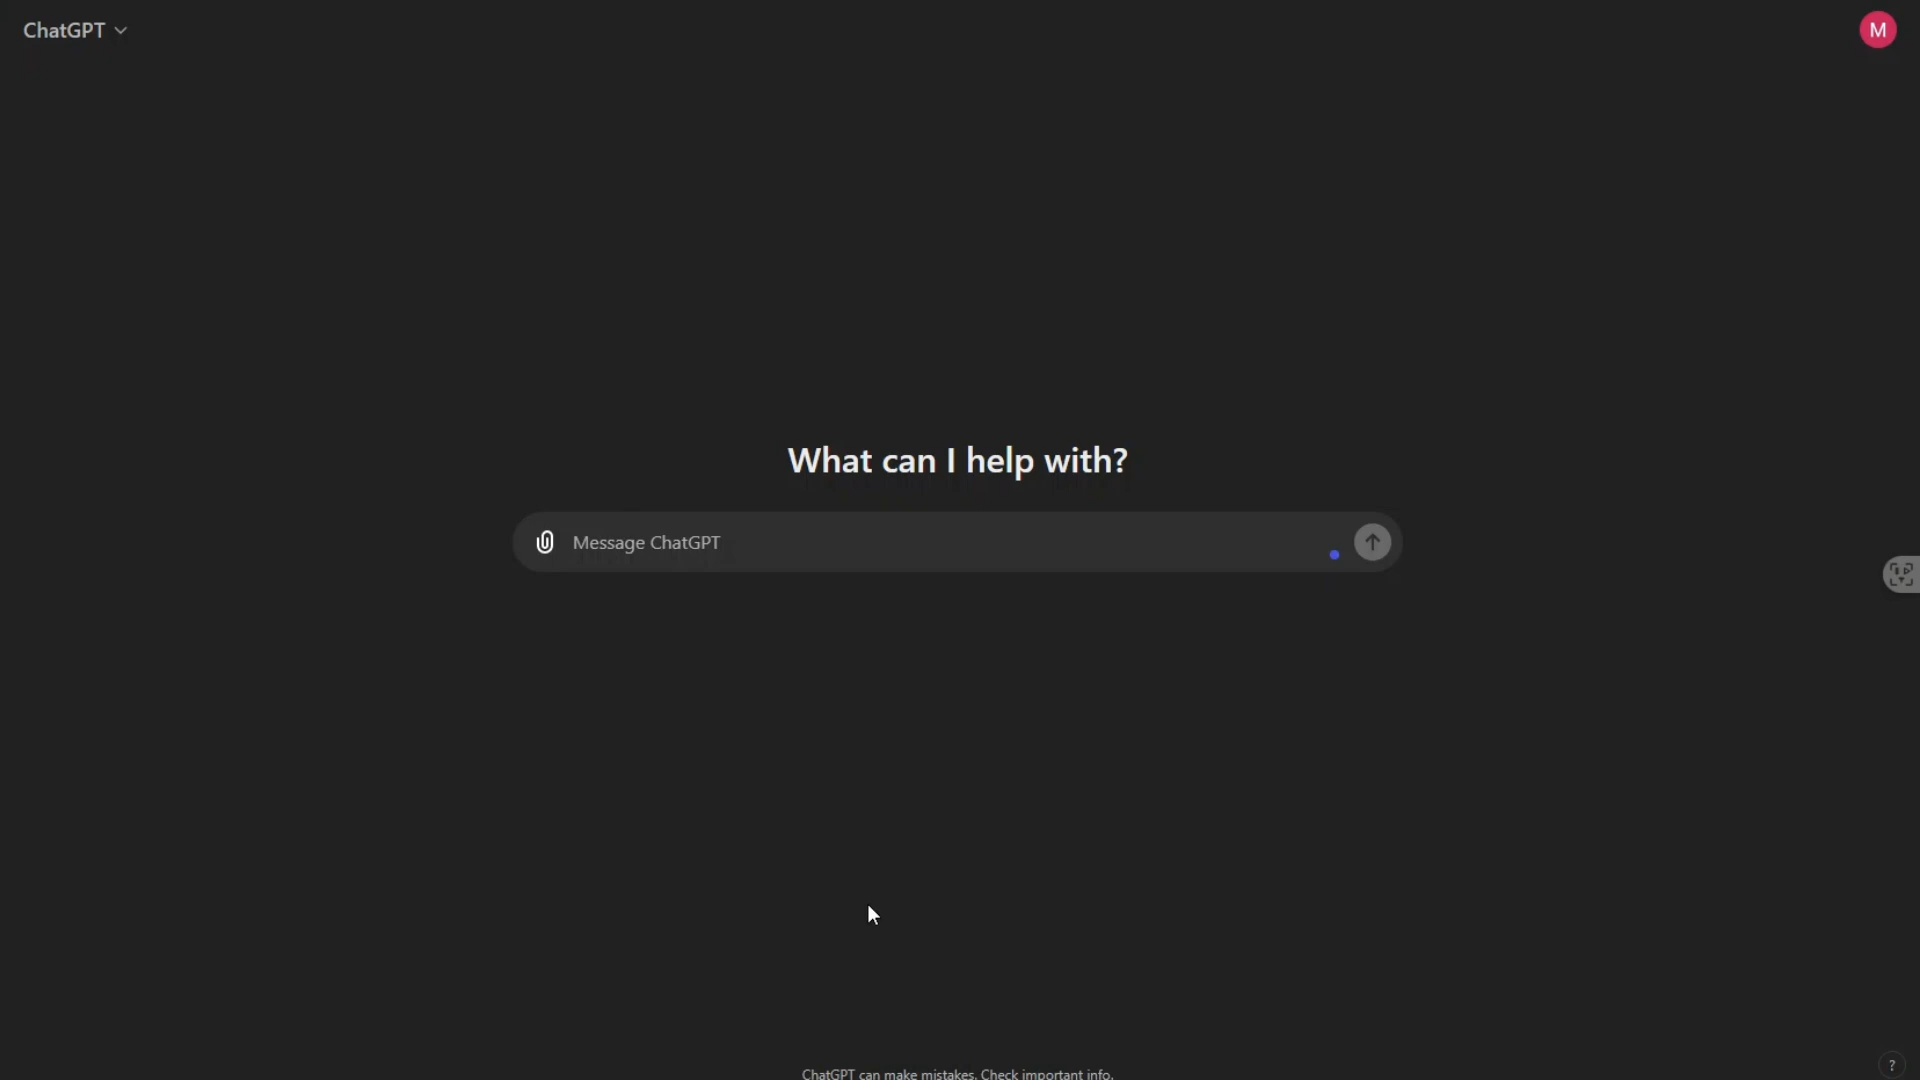 ChatGPT
M
What can I help with?
Message ChatGPT
ChatGPT can make mistakes. Check important info.
?